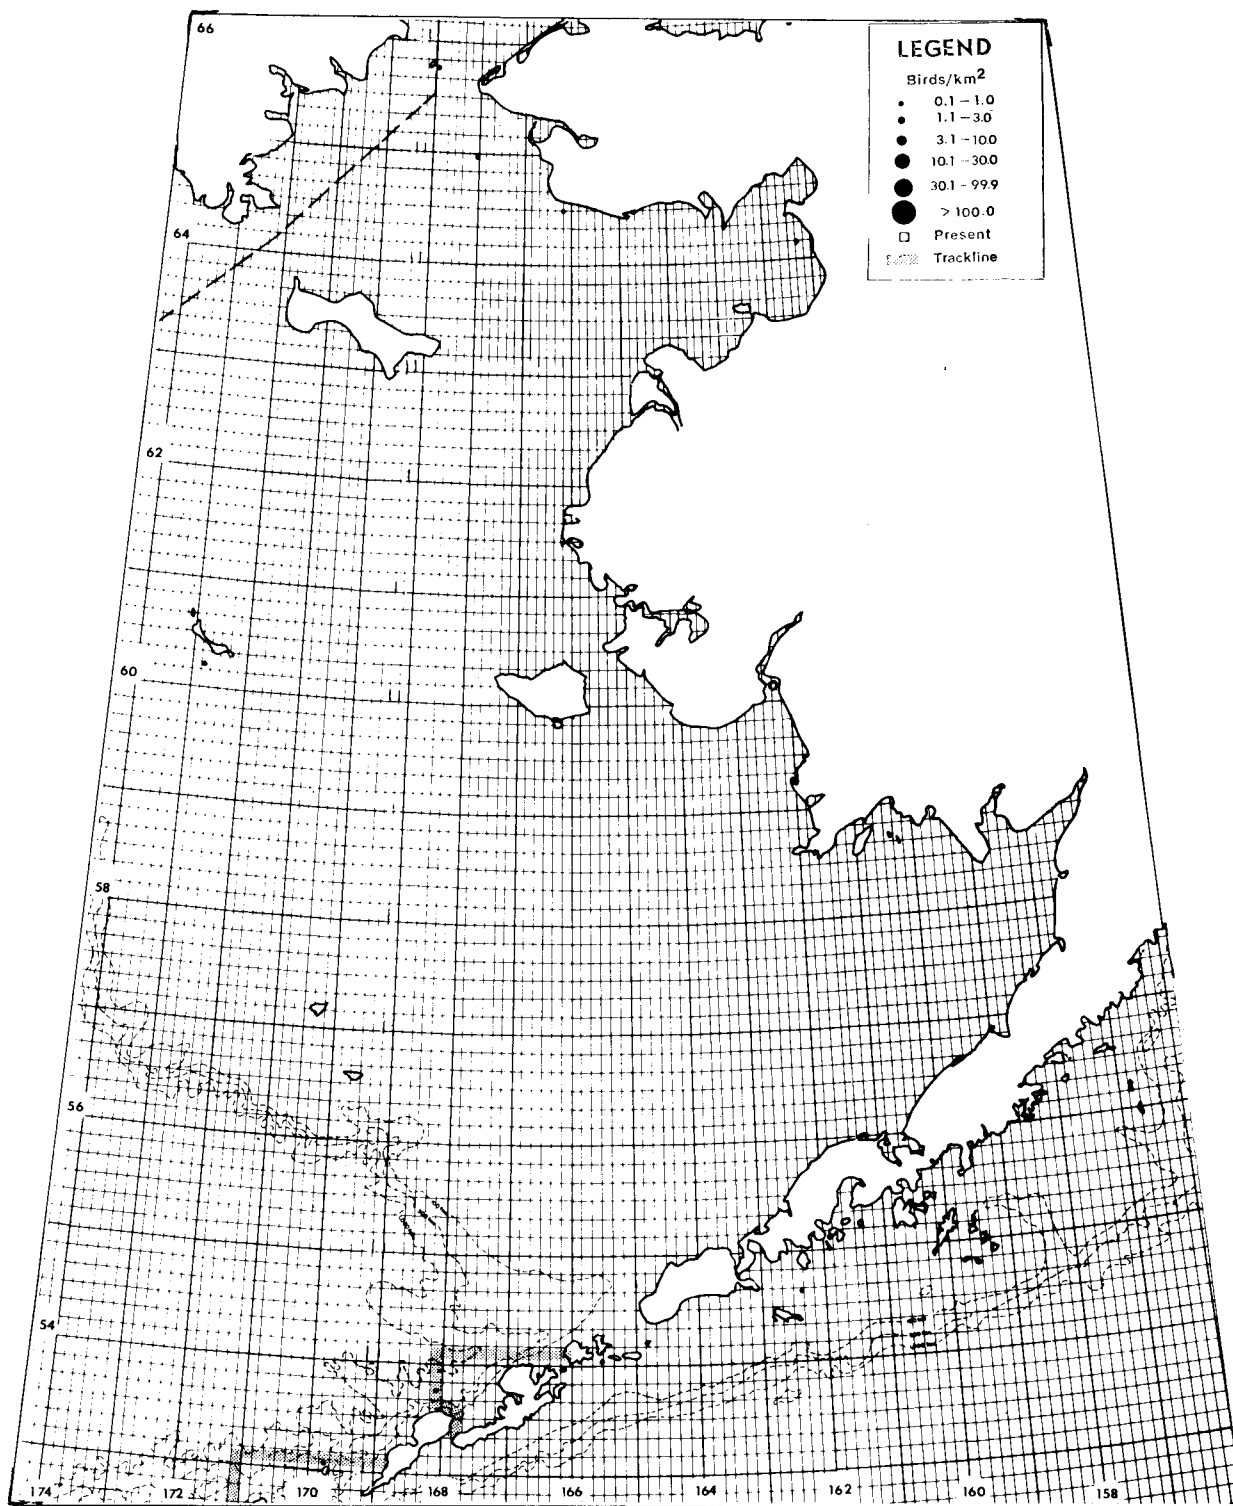 66
LEGEND
Birds/km²
0.1 – 1.0
1.1 – 3.0
3.1 – 10.0
10.1 – 30.0
30.1 – 99.9
> 100.0
Present
Trackline
64
62
60
58
56
54
174 172 170 168 166 164 162 160 158